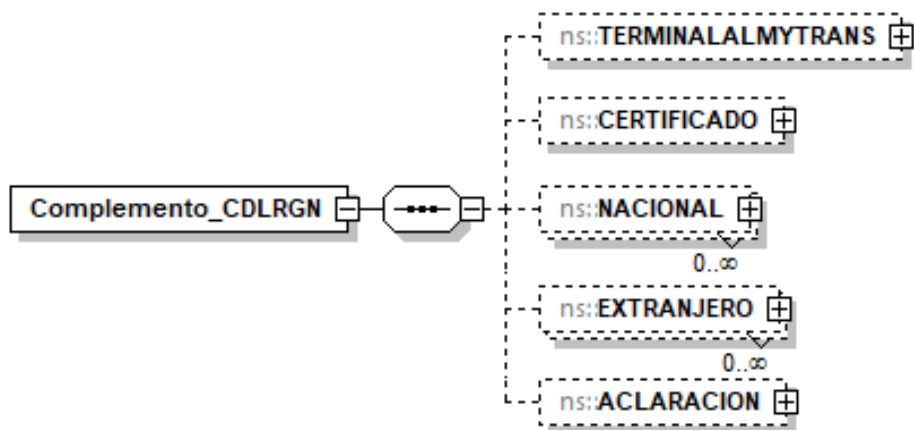 ns::TERMINALALMYTRANS
ns::CERTIFICADO
Complemento_CDLRGN
ns::NACIONAL
0..∞
ns::EXTRANJERO
0..∞
ns::ACLARACION